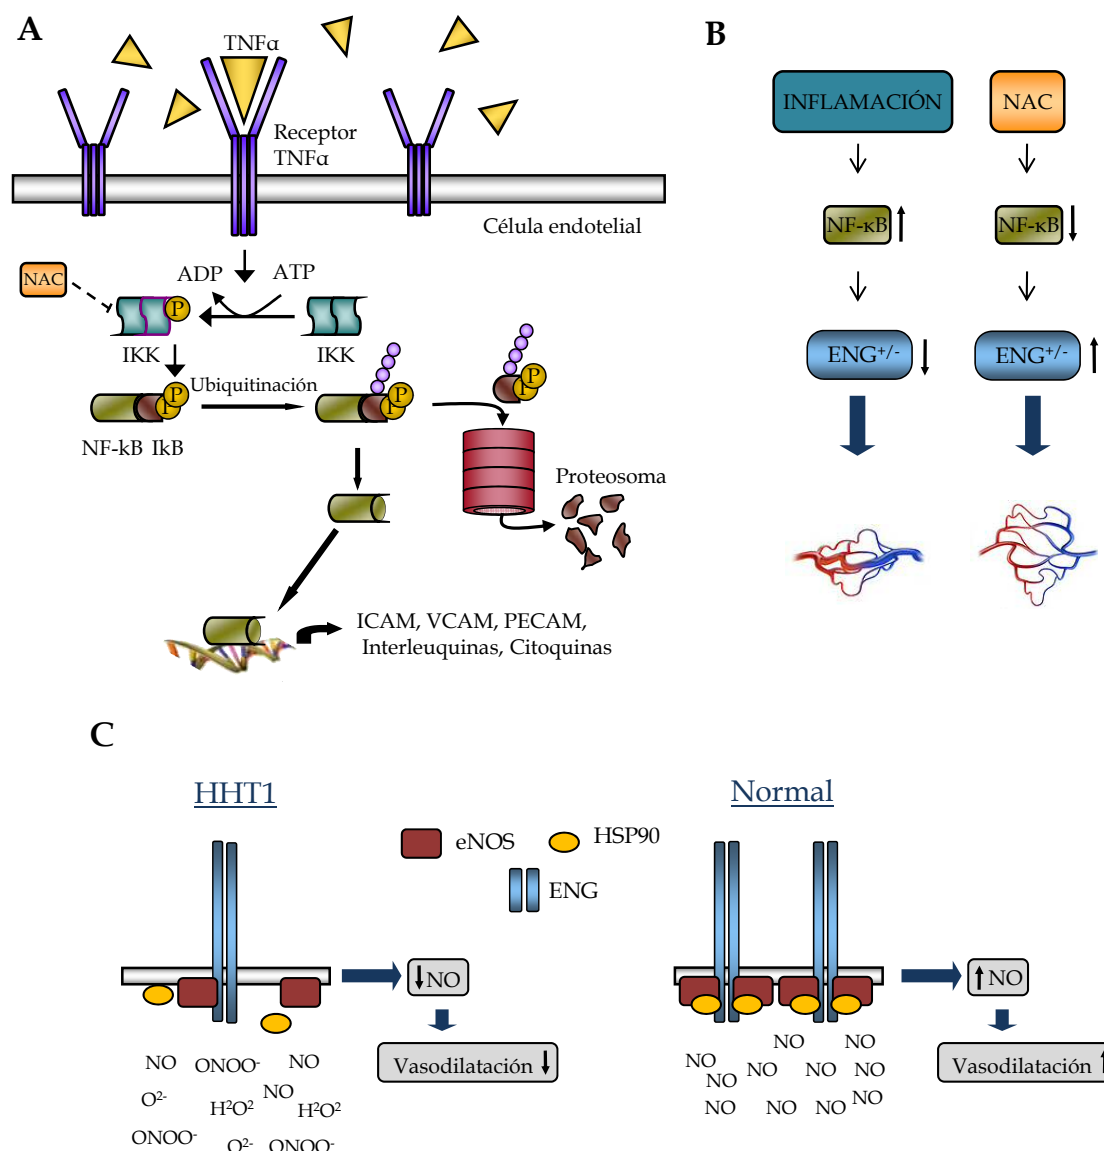 A
TNFα
Receptor
TNFα
Célula endotelial
NAC
ADP
ATP
P
IKK
IKK
P
P
Ubiquitinación
P
P
P
P
NF-kB IkB
Proteosoma
ICAM, VCAM, PECAM,
Interleuquinas, Citoquinas
B
INFLAMACIÓN
NAC
NF-κB
NF-κB
ENG+/-
ENG+/-
C
HHT1
Normal
eNOS
HSP90
ENG
NO
Vasodilatación
NO
ONOO-
NO
O2-
H2O2
NO
H2O2
ONOO-
O2-
ONOO-
NO
Vasodilatación
NO
NO
NO
NO
NO
NO
NO
NO
NO
NO
NO